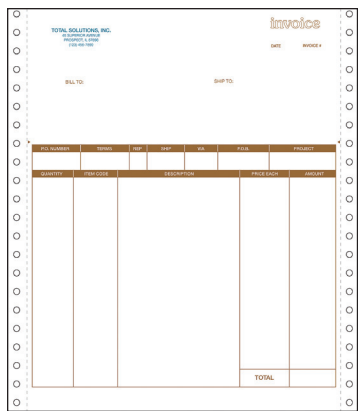 invoice
TOTAL SOLUTIONS, INC.
DATE INVOICE #
BILL TO:
SHIP TO:
P.O. NUMBER TERMS REP SHIP VIA F.O.B. PROJECT
QUANTITY ITEM CODE DESCRIPTION PRICE EACH AMOUNT
TOTAL